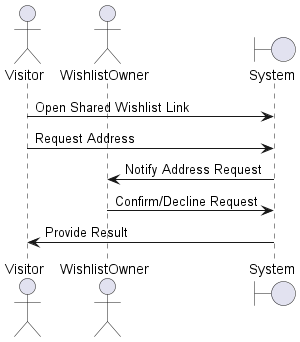 Visitor WishlistOwner System
Open Shared Wishlist Link
Request Address
Notify Address Request
Confirm/Decline Request
Provide Result
Visitor WishlistOwner System